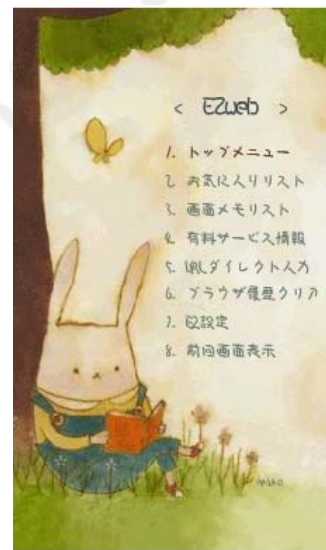 < EZweb >
1. トップメニュー
2. お気に入りリスト
3. 画面メモリスト
4. 有料サービス情報
5. URLダイレクト入力
6. ブラウザ履歴クリア
7. EZ設定
8. 前回画面表示